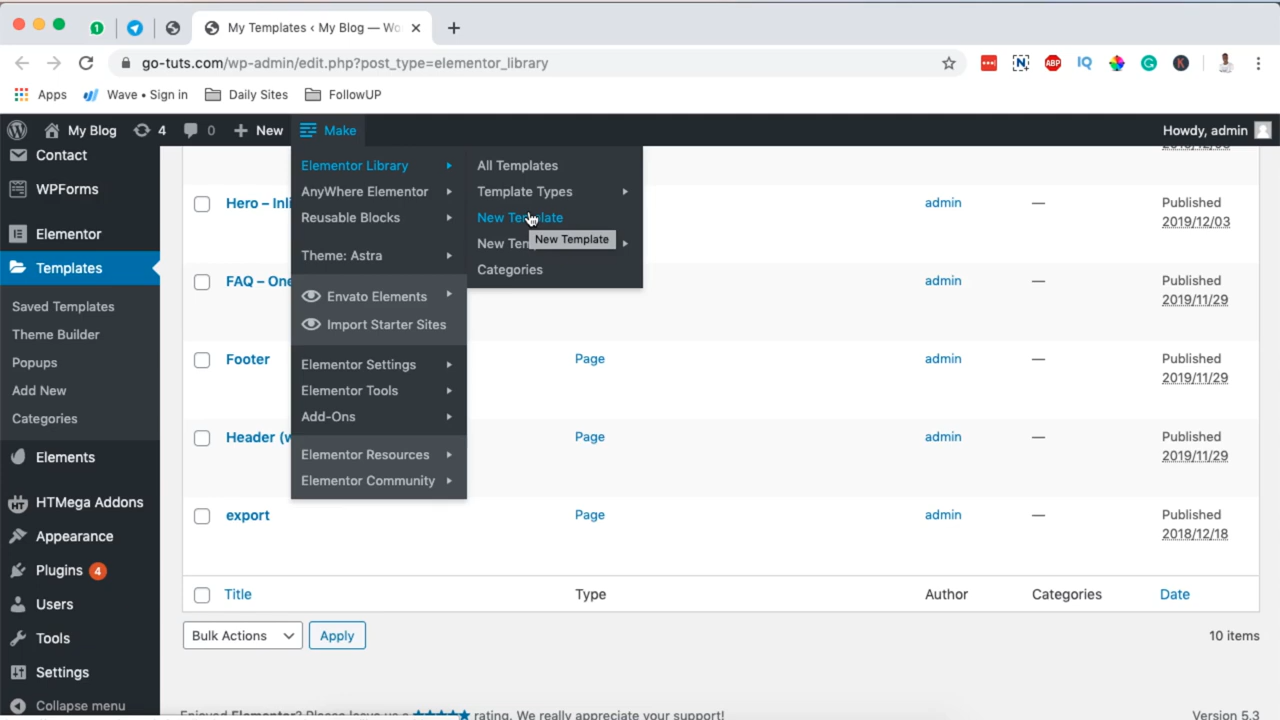 1
My Templates ‹ My Blog — Wo
go-tuts.com/wp-admin/edit.php?post_type=elementor_library
ABP
IQ
K
Apps
Wave • Sign in
Daily Sites
FollowUP
My Blog
4
0
New
Make
Howdy, admin
Contact
WPForms
Elementor
Templates
Saved Templates
Theme Builder
Popups
Add New
Categories
Elements
HTMega Addons
Appearance
Plugins 4
Users
Tools
Settings
Collapse menu
Elementor Library
AnyWhere Elementor
Reusable Blocks
Theme: Astra
Envato Elements
Import Starter Sites
Elementor Settings
Elementor Tools
Add-Ons
Elementor Resources
Elementor Community
All Templates
Template Types
New Template
New Template
Categories
Hero – Inli
admin
—
Published
2019/12/03
FAQ – One
admin
—
Published
2019/11/29
Footer
Page
admin
—
Published
2019/11/29
Header (w
Page
admin
—
Published
2019/11/29
export
Page
admin
—
Published
2018/12/18
Title
Type
Author
Categories
Date
Bulk Actions
Apply
10 items
Enjoyed Elementor? Please leave us a ★★★★★ rating. We really appreciate your support!
Version 5.3